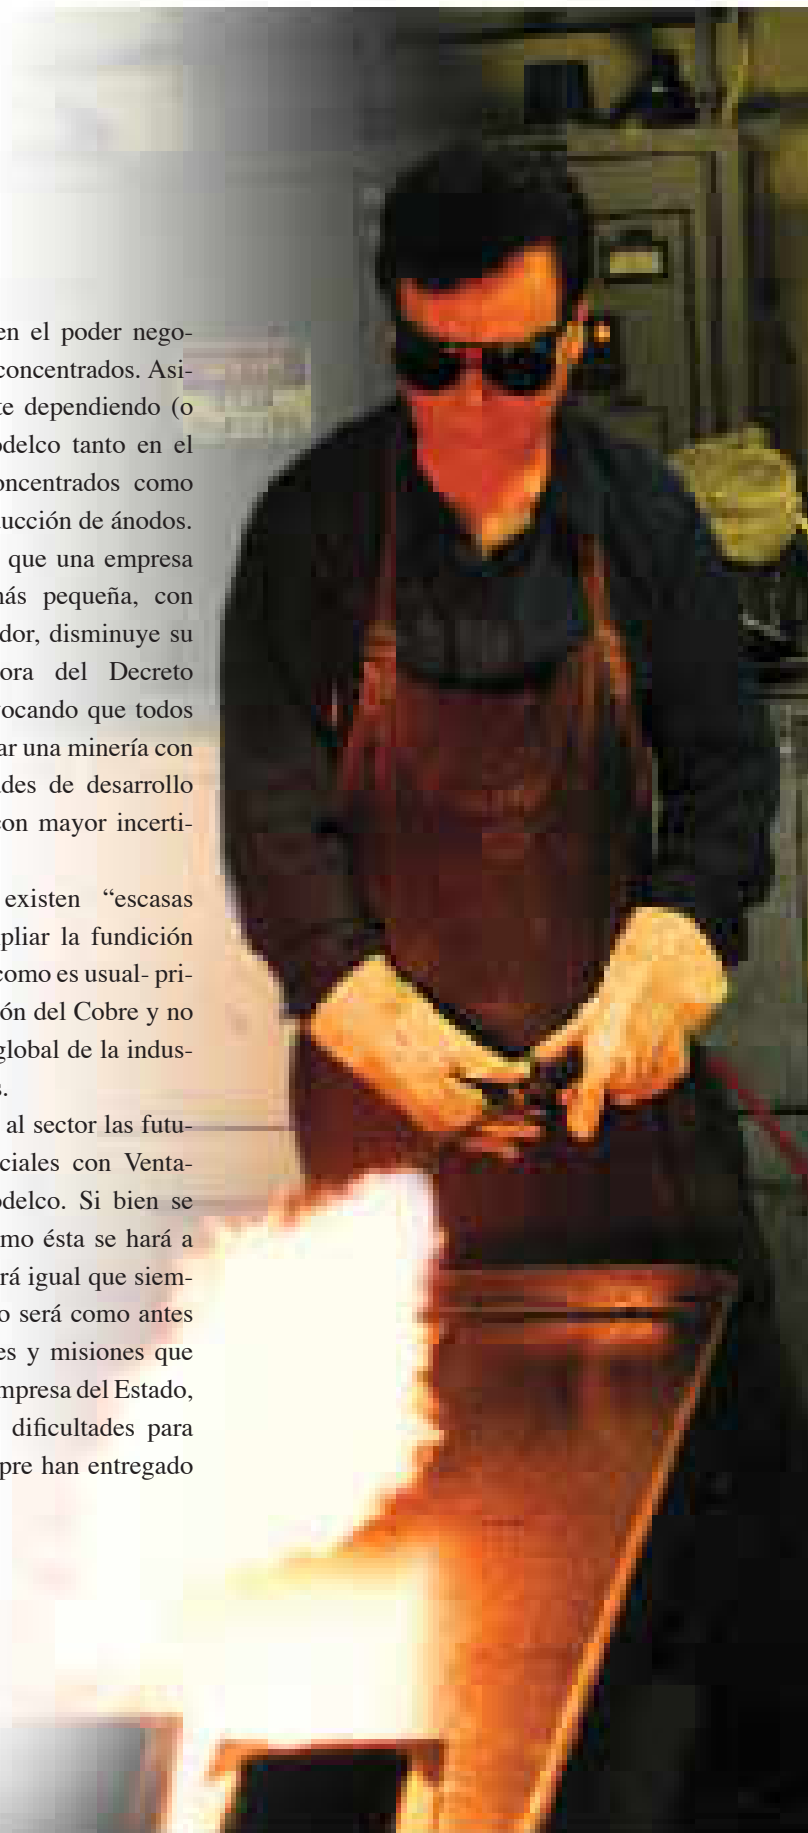 en el poder nego-
concentrados. Asi-
te dependiendo (o
delco tanto en el
oncentrados como
ucción de ánodos.
que una empresa
más pequeña, con
dor, disminuye su
ora del Decreto
vocando que todos
ar una minería con
des de desarrollo
con mayor incerti-
existen “escasas
pliar la fundición
como es usual- pri-
ón del Cobre y no
global de la indus-
s.
al sector las futu-
ciales con Venta-
delco. Si bien se
mo ésta se hará a
rá igual que siem-
o será como antes
es y misiones que
mpresa del Estado,
dificultades para
pre han entregado